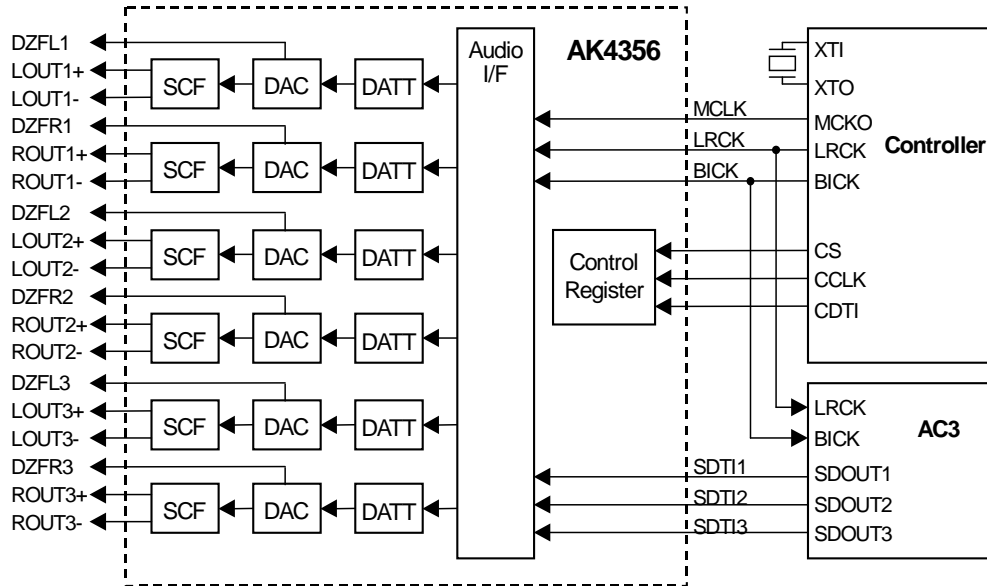 DZFL1
LOUT1+
LOUT1-
DZFR1
ROUT1+
ROUT1-
DZFL2
LOUT2+
LOUT2-
DZFR2
ROUT2+
ROUT2-
DZFL3
LOUT3+
LOUT3-
DZFR3
ROUT3+
ROUT3-
SCF DAC DATT
SCF DAC DATT
SCF DAC DATT
SCF DAC DATT
SCF DAC DATT
SCF DAC DATT
Audio
I/F
AK4356
Control
Register
MCLK
LRCK
BICK
SDTI1
SDTI2
SDTI3
XTI
XTO
MCKO
LRCK
BICK
Controller
CS
CCLK
CDTI
LRCK
BICK
AC3
SDOUT1
SDOUT2
SDOUT3